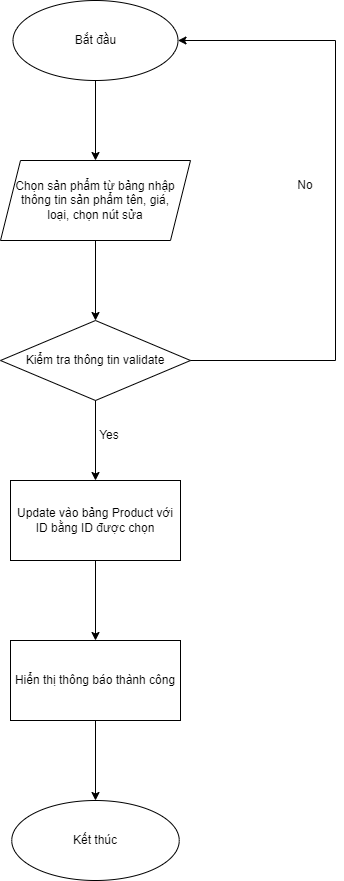 Bắt đầu
Chọn sản phẩm từ bảng nhập
thông tin sản phẩm tên, giá,
loại, chọn nút sửa
No
Kiểm tra thông tin validate
Yes
Update vào bảng Product với
ID bằng ID được chọn
Hiển thị thông báo thành công
Kết thúc